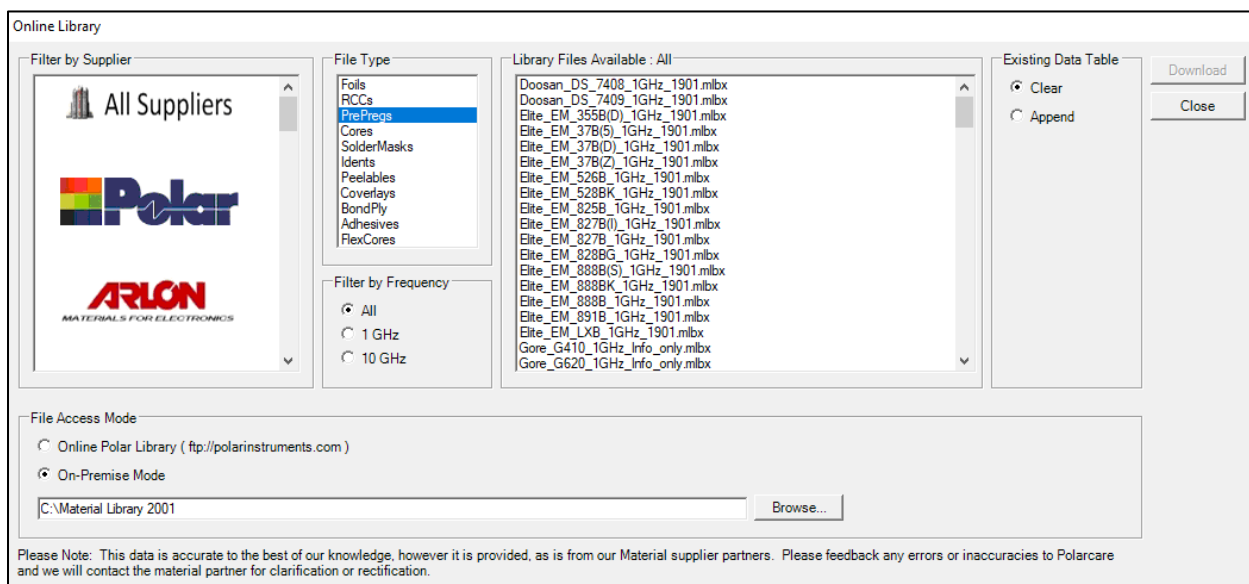 Online Library
Filter by Supplier
All Suppliers
Polar
ARLON
MATERIALS FOR ELECTRONICS
File Type
Foils
RCCs
PrePregs
Cores
SolderMasks
Idents
Peelables
Coverlays
BondPly
Adhesives
FlexCores
Filter by Frequency
All
1 GHz
10 GHz
Library Files Available : All
Doosan_DS_7408_1GHz_1901.mlbx
Doosan_DS_7409_1GHz_1901.mlbx
Elite_EM_355B(D)_1GHz_1901.mlbx
Elite_EM_37B(5)_1GHz_1901.mlbx
Elite_EM_37B(D)_1GHz_1901.mlbx
Elite_EM_37B(Z)_1GHz_1901.mlbx
Elite_EM_526B_1GHz_1901.mlbx
Elite_EM_528BK_1GHz_1901.mlbx
Elite_EM_825B_1GHz_1901.mlbx
Elite_EM_827B(I)_1GHz_1901.mlbx
Elite_EM_827B_1GHz_1901.mlbx
Elite_EM_828BG_1GHz_1901.mlbx
Elite_EM_888B(S)_1GHz_1901.mlbx
Elite_EM_888BK_1GHz_1901.mlbx
Elite_EM_888B_1GHz_1901.mlbx
Elite_EM_891B_1GHz_1901.mlbx
Elite_EM_LXB_1GHz_1901.mlbx
Gore_G410_1GHz_Info_only.mlbx
Gore_G620_1GHz_Info_only.mlbx
Existing Data Table
Clear
Append
Download
Close
File Access Mode
Online Polar Library ( ftp://polarinstruments.com )
On-Premise Mode
C:\Material Library 2001
Browse...
Please Note: This data is accurate to the best of our knowledge, however it is provided, as is from our Material supplier partners. Please feedback any errors or inaccuracies to Polarcare
and we will contact the material partner for clarification or rectification.